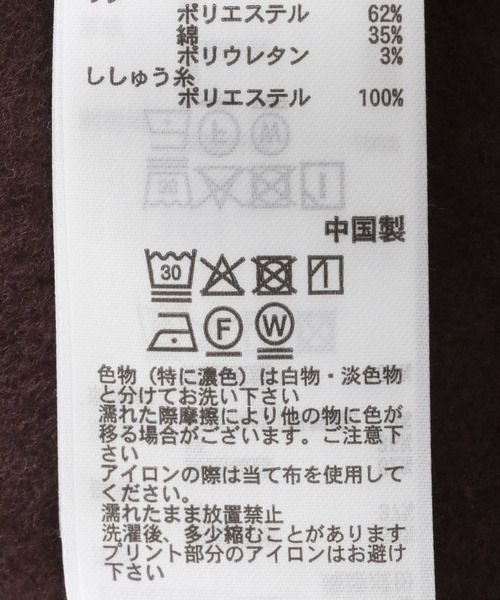 ポリエステル 62%
綿 35%
ポリウレタン 3%
ししゅう糸
ポリエステル 100%
中国製
30
F W
色物（特に濃色）は白物・淡色物
と分けてお洗い下さい
濡れた際摩擦により他の物に色が
移る場合がございます。ご注意下
さい
アイロンの際は当て布を使用して
ください。
濡れたまま放置禁止
洗濯後、多少縮むことがあります
プリント部分のアイロンはお避け
下さい